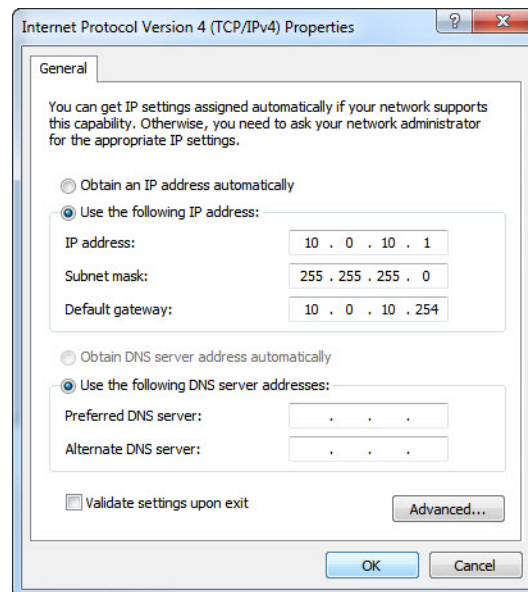 Internet Protocol Version 4 (TCP/IPv4) Properties
General
You can get IP settings assigned automatically if your network supports
this capability. Otherwise, you need to ask your network administrator
for the appropriate IP settings.
Obtain an IP address automatically
Use the following IP address:
IP address: 10 . 0 . 10 . 1
Subnet mask: 255 . 255 . 255 . 0
Default gateway: 10 . 0 . 10 . 254
Obtain DNS server address automatically
Use the following DNS server addresses:
Preferred DNS server: . . .
Alternate DNS server: . . .
Validate settings upon exit
Advanced...
OK Cancel